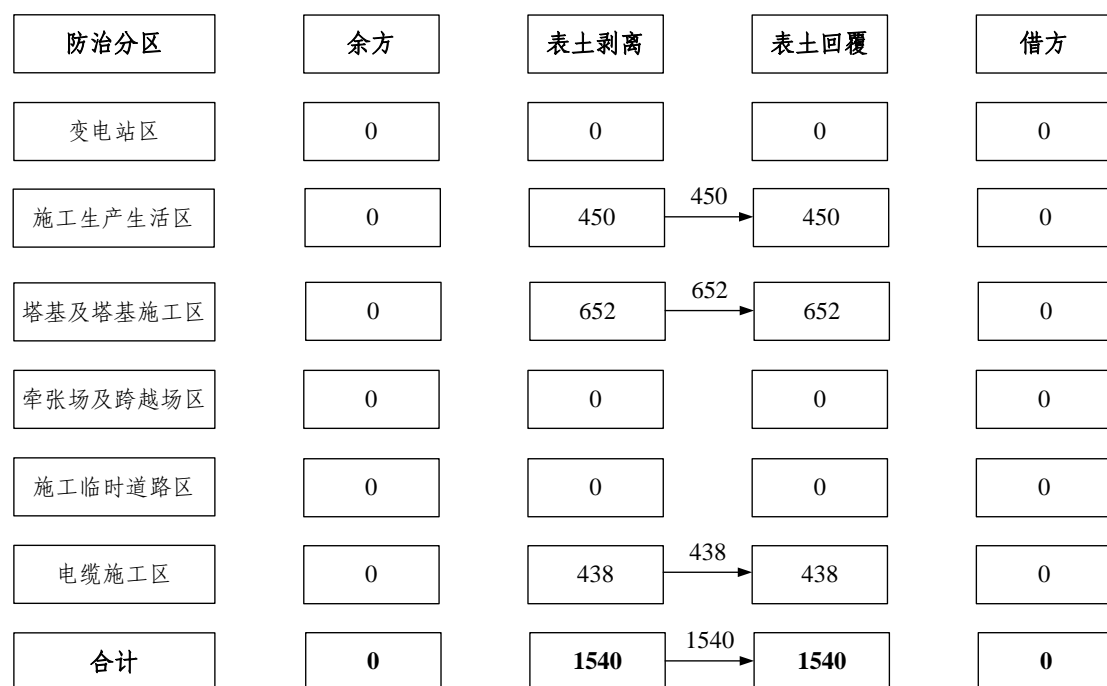 防治分区 余方 表土剥离 表土回覆 借方
变电站区 0 0 0 0
450
施工生产生活区 0 450 450 0
652
塔基及塔基施工区 0 652 652 0
牵张场及跨越场区 0 0 0 0
施工临时道路区 0 0 0 0
438
电缆施工区 0 438 438 0
1540
合计 0 1540 1540 0